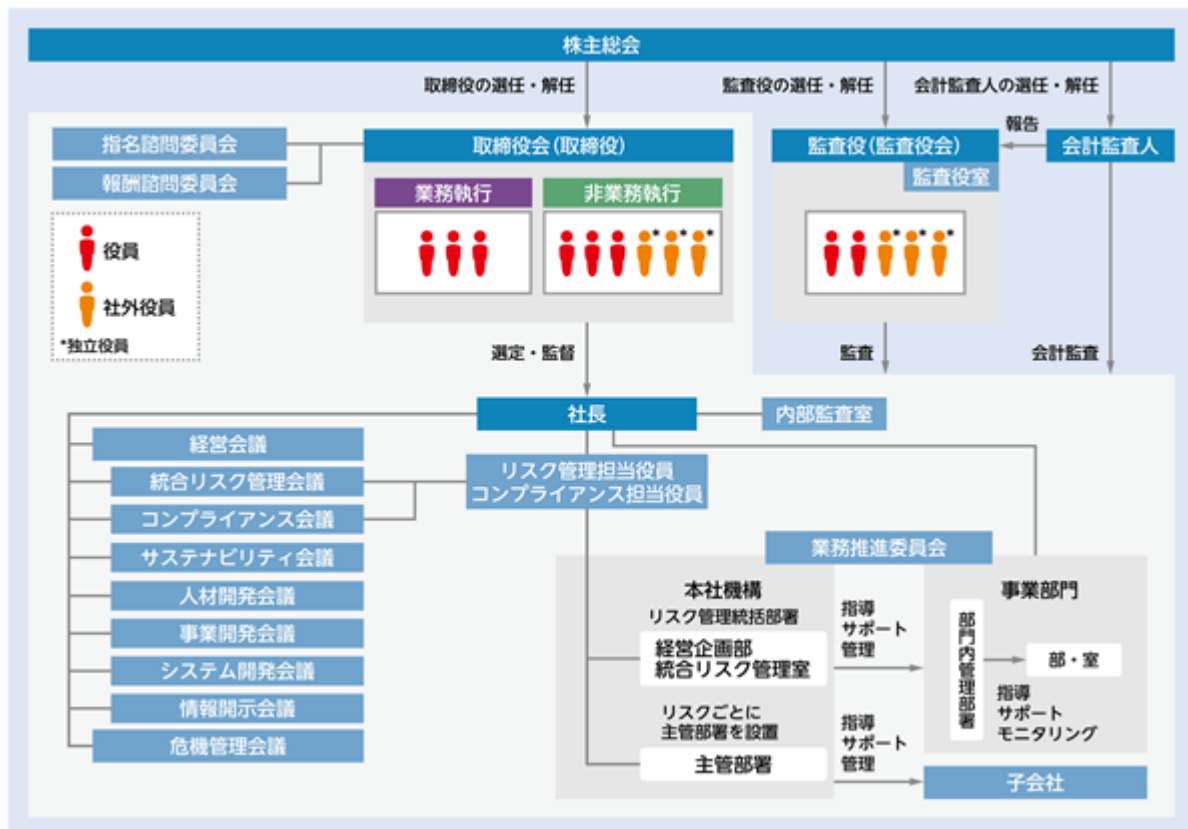 株主総会
取締役の選任・解任
監査役の選任・解任
会計監査人の選任・解任
指名諮問委員会
報酬諮問委員会
取締役会(取締役)
監査役(監査役会)
監査役室
報告
会計監査人
業務執行
非業務執行
* * *
* * *
役員
社外役員
*独立役員
選定・監督
監査
会計監査
社長
内部監査室
経営会議
統合リスク管理会議
コンプライアンス会議
サステナビリティ会議
人材開発会議
事業開発会議
システム開発会議
情報開示会議
危機管理会議
リスク管理担当役員
コンプライアンス担当役員
業務推進委員会
本社機構
リスク管理統括部署
経営企画部
統合リスク管理室
リスクごとに
主管部署を設置
主管部署
指導
サポート
管理
指導
サポート
管理
事業部門
部門内管理部署
部・室
指導
サポート
モニタリング
子会社